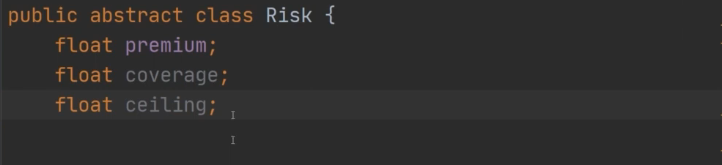 public abstract class Risk {
float premium;
float coverage;
float ceiling;